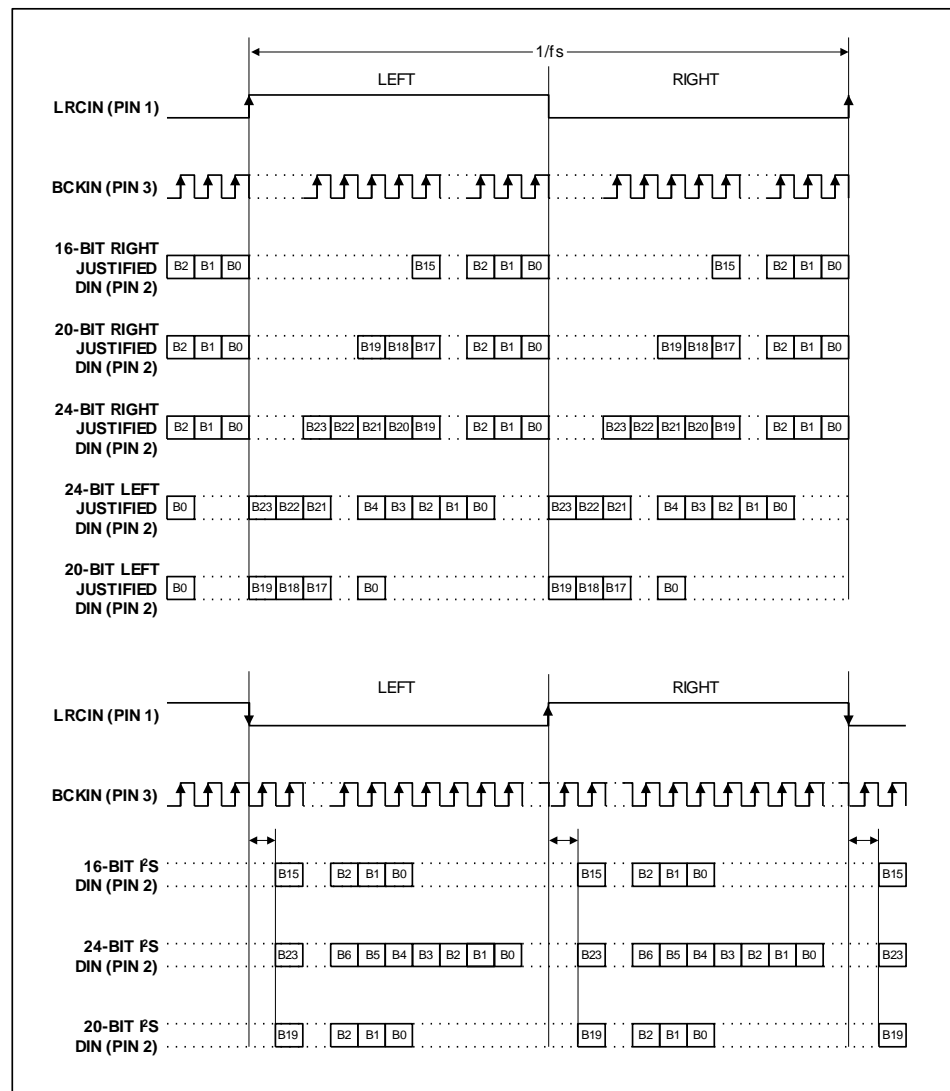 1/fs
LEFT RIGHT
LRCIN (PIN 1)
BCKIN (PIN 3)
16-BIT RIGHT
JUSTIFIED
DIN (PIN 2)
B2 B1 B0 B15 B2 B1 B0 B15 B2 B1 B0
20-BIT RIGHT
JUSTIFIED
DIN (PIN 2)
B2 B1 B0 B19 B18 B17 B2 B1 B0 B19 B18 B17 B2 B1 B0
24-BIT RIGHT
JUSTIFIED
DIN (PIN 2)
B2 B1 B0 B23 B22 B21 B20 B19 B2 B1 B0 B23 B22 B21 B20 B19 B2 B1 B0
24-BIT LEFT
JUSTIFIED
DIN (PIN 2)
B0 B23 B22 B21 B4 B3 B2 B1 B0 B23 B22 B21 B4 B3 B2 B1 B0
20-BIT LEFT
JUSTIFIED
DIN (PIN 2)
B0 B19 B18 B17 B0 B19 B18 B17 B0
LEFT RIGHT
LRCIN (PIN 1)
BCKIN (PIN 3)
16-BIT I²S
DIN (PIN 2)
B15 B2 B1 B0 B15 B2 B1 B0 B15
24-BIT I²S
DIN (PIN 2)
B23 B6 B5 B4 B3 B2 B1 B0 B23 B6 B5 B4 B3 B2 B1 B0 B23
20-BIT I²S
DIN (PIN 2)
B19 B2 B1 B0 B19 B2 B1 B0 B19